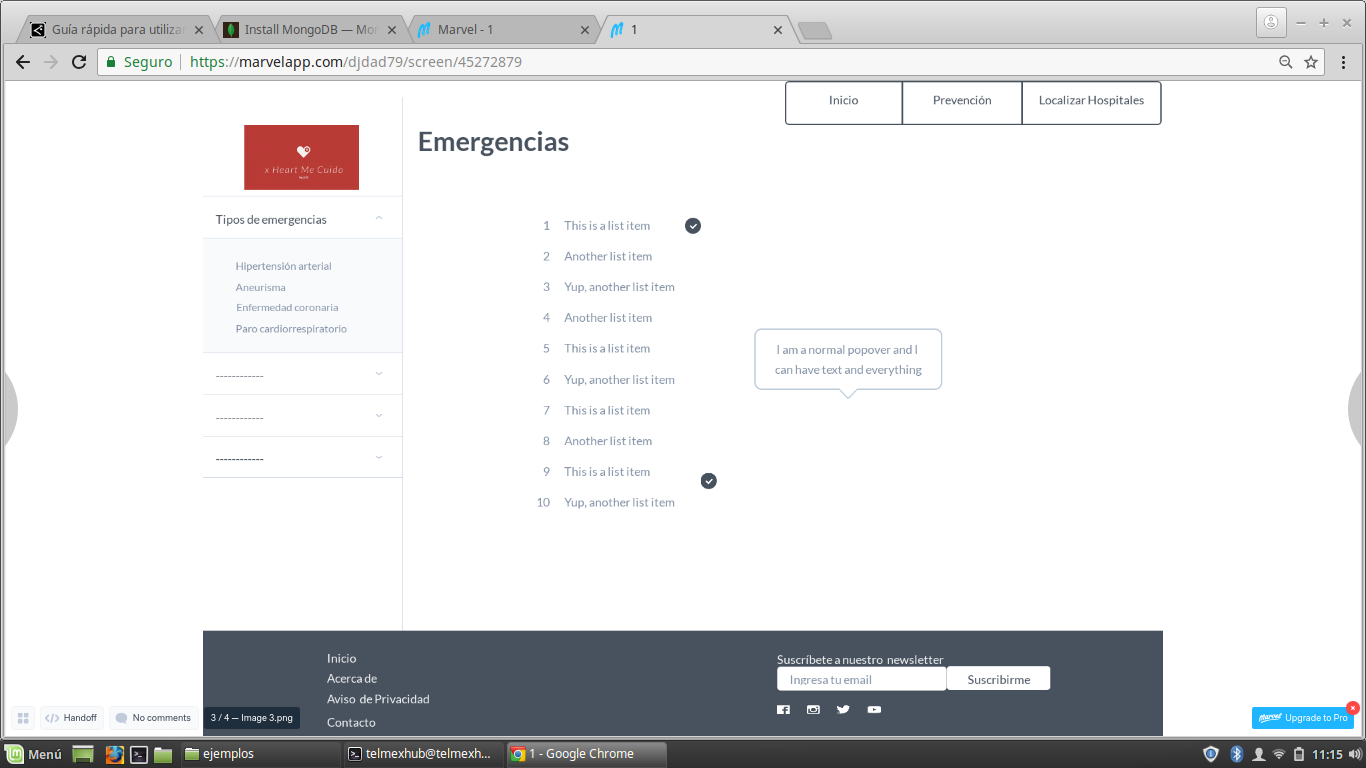 Guía rápida para utiliza
Install MongoDB — Mon
Marvel - 1
1
Seguro
https://marvelapp.com/djdad79/screen/45272879
Inicio
Prevención
Localizar Hospitales
x Heart Me Cuido
Emergencias
Tipos de emergencias
Hipertensión arterial
Aneurisma
Enfermedad coronaria
Paro cardiorrespiratorio
------------
------------
------------
1 This is a list item
2 Another list item
3 Yup, another list item
4 Another list item
5 This is a list item
6 Yup, another list item
7 This is a list item
8 Another list item
9 This is a list item
10 Yup, another list item
I am a normal popover and I
can have text and everything
Inicio
Acerca de
Aviso de Privacidad
Contacto
Suscríbete a nuestro newsletter
Ingresa tu email
Suscribirme
Handoff
No comments
3 / 4 — Image 3.png
Marvel Upgrade to Pro
Menú
ejemplos
telmexhub@telmexh...
1 - Google Chrome
11:15